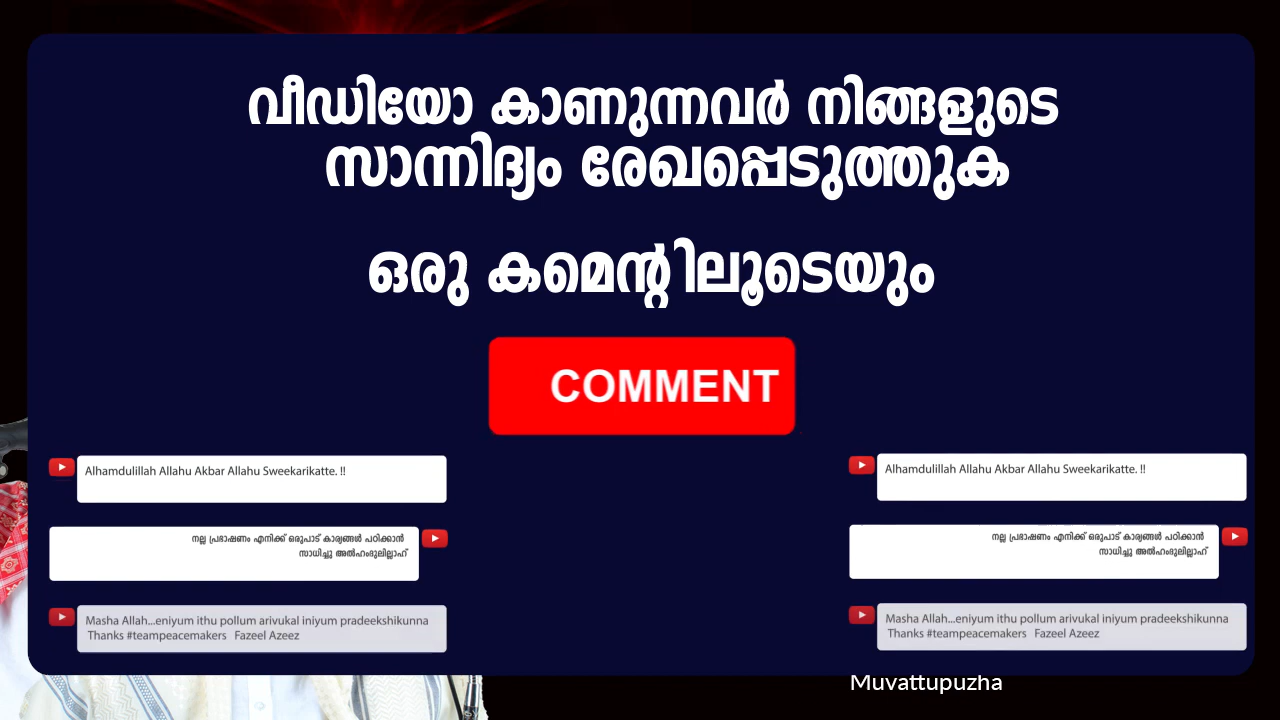 വീഡിയോ കാണുന്നവർ നിങ്ങളുടെ
സാന്നിദ്യം രേഖപ്പെടുത്തുക
ഒരു കമെന്റിലൂടെയും
COMMENT
Alhamdulillah Allahu Akbar Allahu Sweekarikatte. !!
നല്ല പ്രഭാഷണം എനിക്ക് ഒരുപാട് കാര്യങ്ങൾ പഠിക്കാൻ
സാധിച്ചു അൽഹംദുലില്ലാഹ്
Masha Allah...eniyum ithu pollum arivukal iniyum pradeekshikunna
Thanks #teampeacemakers Fazeel Azeez
Alhamdulillah Allahu Akbar Allahu Sweekarikatte. !!
നല്ല പ്രഭാഷണം എനിക്ക് ഒരുപാട് കാര്യങ്ങൾ പഠിക്കാൻ
സാധിച്ചു അൽഹംദുലില്ലാഹ്
Masha Allah...eniyum ithu pollum arivukal iniyum pradeekshikunna
Thanks #teampeacemakers Fazeel Azeez
Muvattupuzha